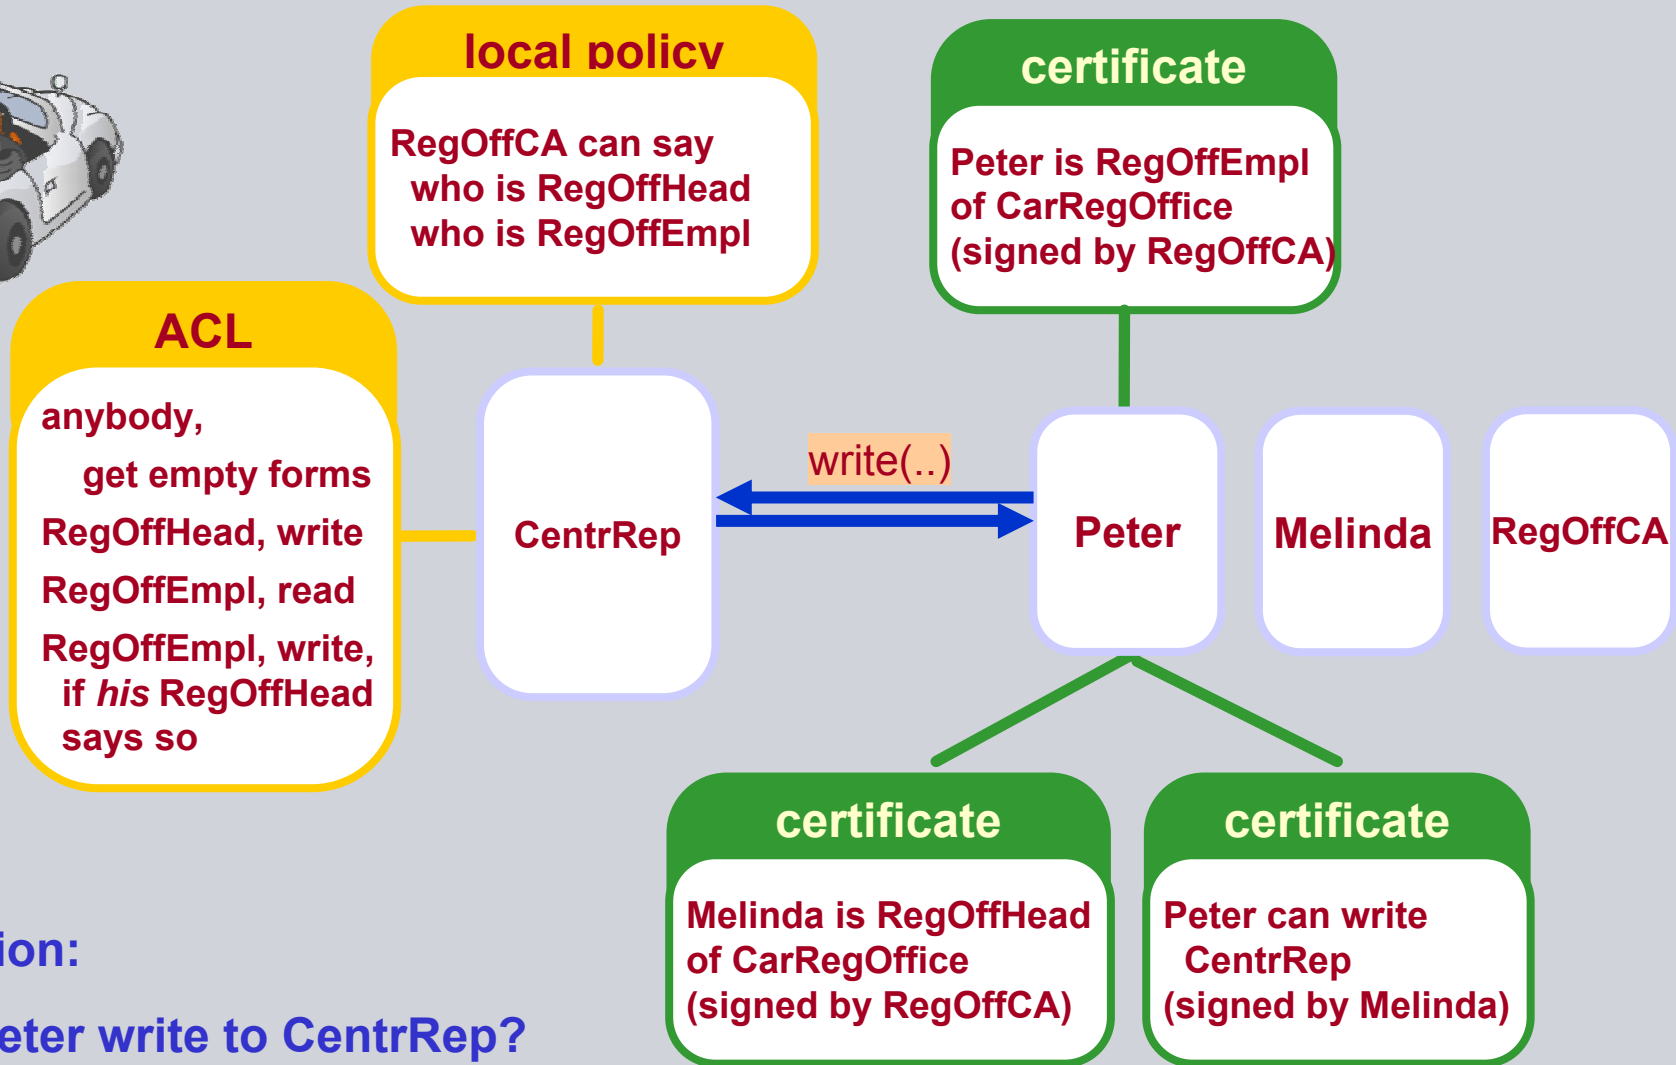 local policy
RegOffCA can say
who is RegOffHead
who is RegOffEmpl
certificate
Peter is RegOffEmpl
of CarRegOffice
(signed by RegOffCA)
ACL
anybody,
get empty forms
RegOffHead, write
RegOffEmpl, read
RegOffEmpl, write,
if his RegOffHead
says so
CentrRep
write(..)
Peter
Melinda
RegOffCA
certificate
Melinda is RegOffHead
of CarRegOffice
(signed by RegOffCA)
certificate
Peter can write
CentrRep
(signed by Melinda)
ion:
eter write to CentrRep?